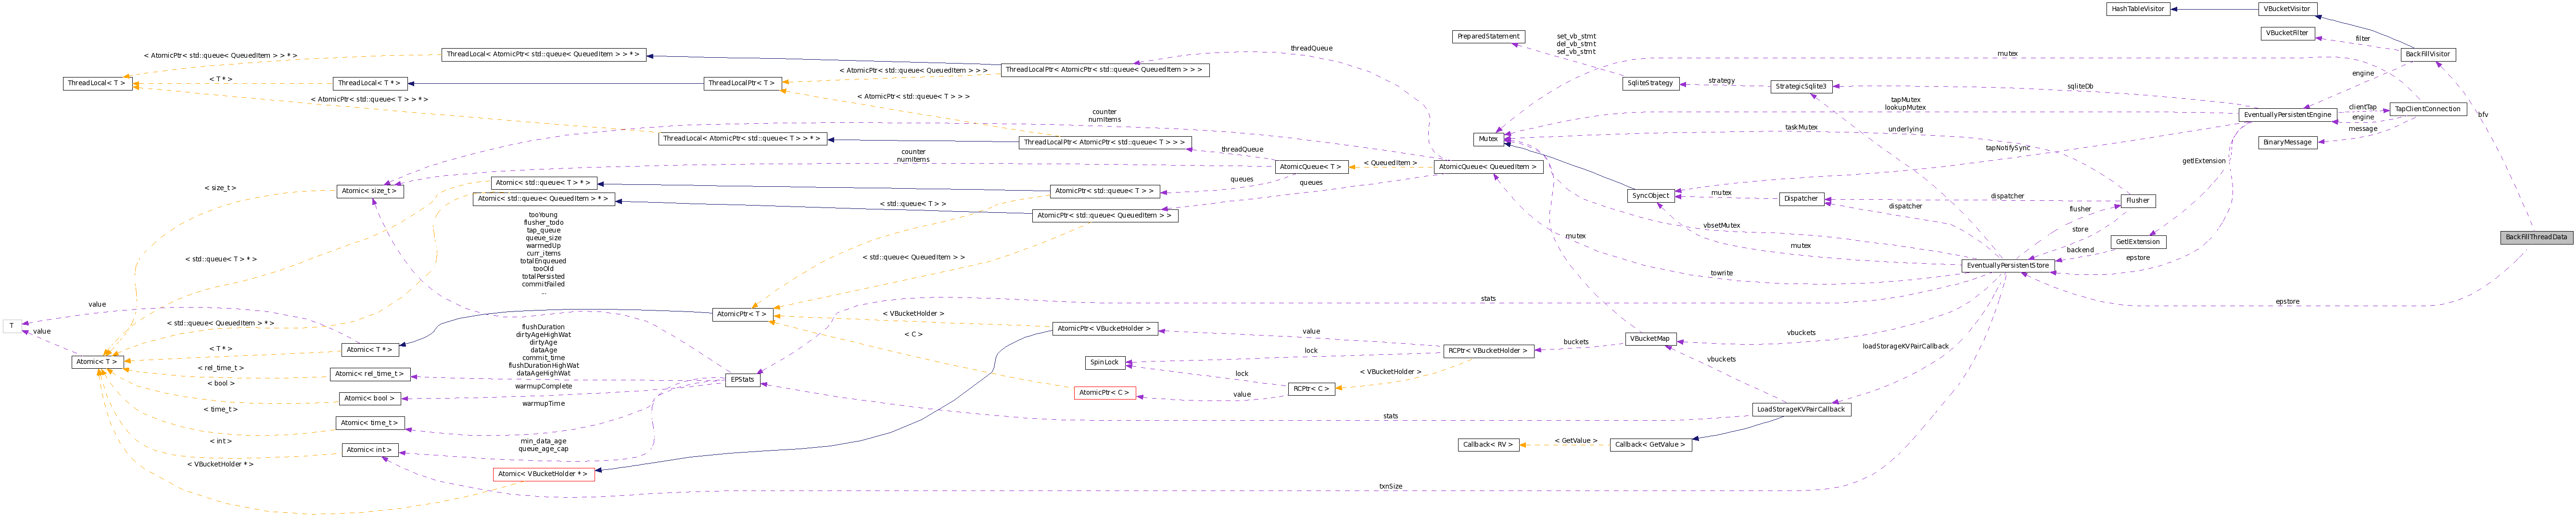 HashTableVisitor
VBucketVisitor
PreparedStatement
set_vb_stmt
del_vb_stmt
sel_vb_stmt
VBucketFilter
filter
BackFillVisitor
< AtomicPtr< std::queue< QueuedItem > > * >
ThreadLocal< AtomicPtr< std::queue< QueuedItem > > * >
threadQueue
mutex
ThreadLocal< T >
< T * >
ThreadLocal< T * >
ThreadLocalPtr< T >
< AtomicPtr< std::queue< QueuedItem > > >
ThreadLocalPtr< AtomicPtr< std::queue< QueuedItem > > >
SqliteStrategy
strategy
StrategicSqlite3
sqliteDb
engine
< AtomicPtr< std::queue< T > > * >
< AtomicPtr< std::queue< T > > >
tapMutex
lookupMutex
EventuallyPersistentEngine
clientTap
engine
TapClientConnection
bfv
counter
numItems
ThreadLocal< AtomicPtr< std::queue< T > > * >
ThreadLocalPtr< AtomicPtr< std::queue< T > > >
Mutex
taskMutex
underlying
message
BinaryMessage
tapNotifySync
counter
numItems
threadQueue
AtomicQueue< T >
< QueuedItem >
AtomicQueue< QueuedItem >
getlExtension
< size_t >
Atomic< size_t >
Atomic< std::queue< T > * >
AtomicPtr< std::queue< T > >
queues
queues
SyncObject
mutex
Dispatcher
dispatcher
dispatcher
Flusher
Atomic< std::queue< QueuedItem > * >
< std::queue< T > >
AtomicPtr< std::queue< QueuedItem > >
flusher
tooYoung
flusher_todo
tap_queue
queue_size
warmedUp
curr_items
totalEnqueued
tooOld
totalPersisted
commitFailed
...
vbsetMutex
store
mutex
mutex
GetlExtension
backend
BackFillThreadData
< std::queue< T > * >
< std::queue< QueuedItem > >
EventuallyPersistentStore
epstore
towrite
stats
epstore
value
T
value
< std::queue< QueuedItem > * >
AtomicPtr< T >
< VBucketHolder >
AtomicPtr< VBucketHolder >
value
vbuckets
flushDuration
dirtyAgeHighWat
dirtyAge
dataAge
commit_time
flushDurationHighWat
dataAgeHighWat
< C >
VBucketMap
buckets
loadStorageKVPairCallback
< T * >
Atomic< T * >
lock
RCPtr< VBucketHolder >
Atomic< T >
SpinLock
vbuckets
< rel_time_t >
Atomic< rel_time_t >
EPStats
lock
< VBucketHolder >
< bool >
Atomic< bool >
warmupComplete
AtomicPtr< C >
value
RCPtr< C >
warmupTime
< time_t >
Atomic< time_t >
stats
LoadStorageKVPairCallback
< int >
Atomic< int >
min_data_age
queue_age_cap
Callback< RV >
< GetValue >
Callback< GetValue >
< VBucketHolder * >
Atomic< VBucketHolder * >
txnSize